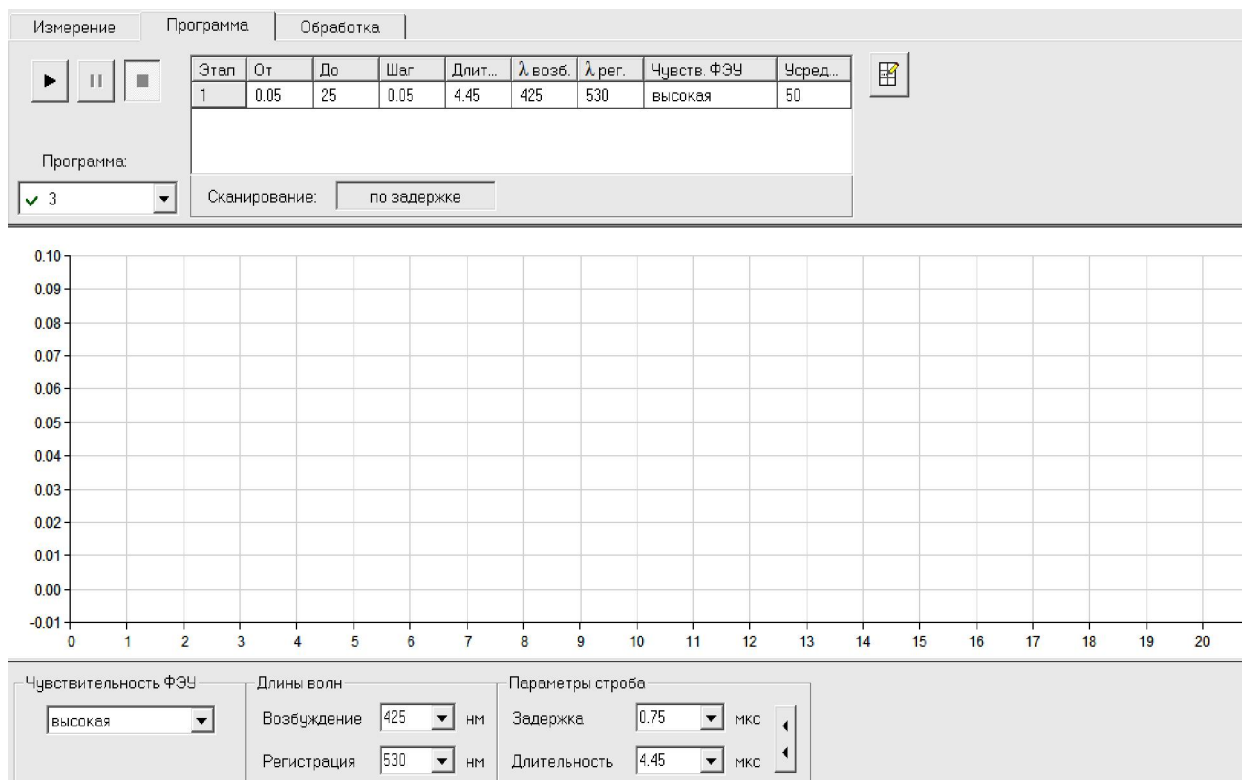 Измерение Программа Обработка
Этап От До Шаг Длит... λ возб. λ рег. Чувств. ФЭУ Усред...
1 0.05 25 0.05 4.45 425 530 высокая 50
Программа:
3
Сканирование: по задержке
0.10
0.09
0.08
0.07
0.06
0.05
0.04
0.03
0.02
0.01
0.00
-0.01
0 1 2 3 4 5 6 7 8 9 10 11 12 13 14 15 16 17 18 19 20
Чувствительность ФЭУ Длины волн Параметры строба
высокая Возбуждение 425 нм Задержка 0.75 мкс
Регистрация 530 нм Длительность 4.45 мкс